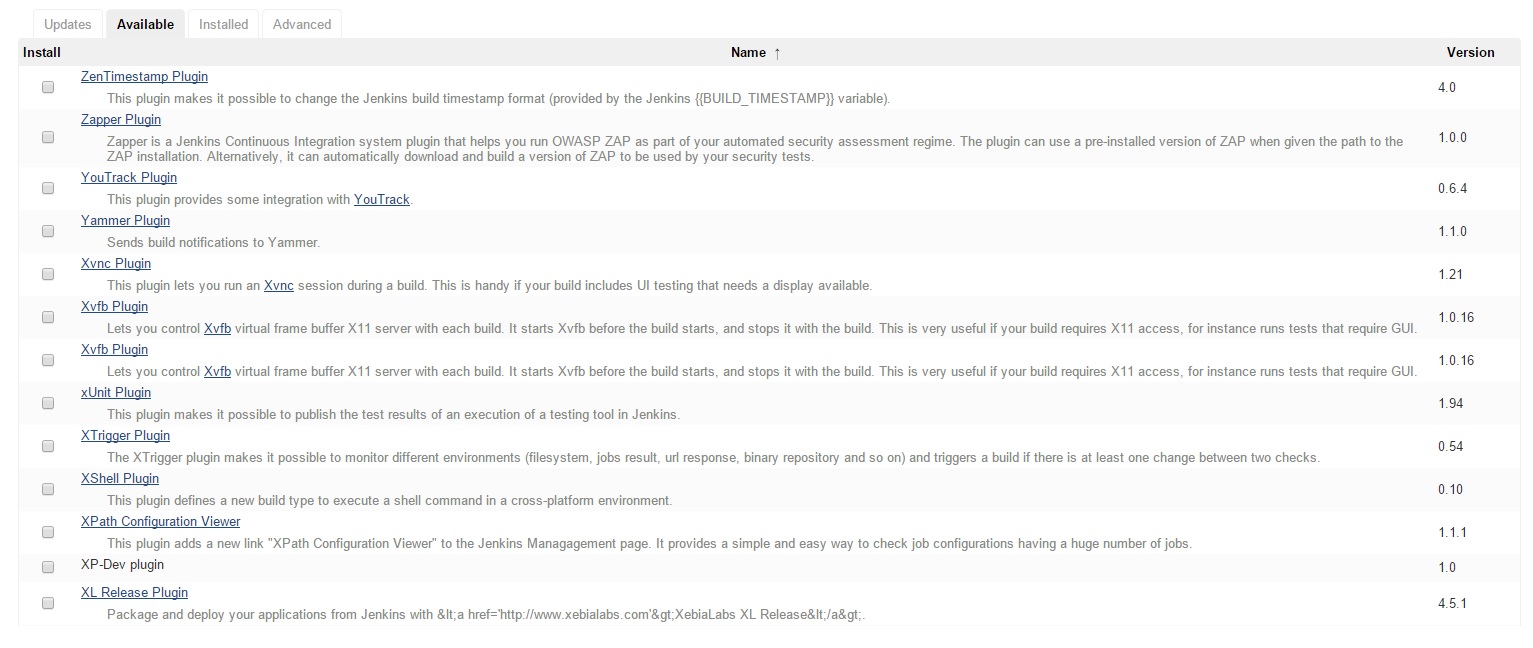 Updates Available Installed Advanced
Install Name ↑ Version
ZenTimestamp Plugin
This plugin makes it possible to change the Jenkins build timestamp format (provided by the Jenkins {{BUILD_TIMESTAMP}} variable).
4.0
Zapper Plugin
Zapper is a Jenkins Continuous Integration system plugin that helps you run OWASP ZAP as part of your automated security assessment regime. The plugin can use a pre-installed version of ZAP when given the path to the
ZAP installation. Alternatively, it can automatically download and build a version of ZAP to be used by your security tests.
1.0.0
YouTrack Plugin
This plugin provides some integration with YouTrack.
0.6.4
Yammer Plugin
Sends build notifications to Yammer.
1.1.0
Xvnc Plugin
This plugin lets you run an Xvnc session during a build. This is handy if your build includes UI testing that needs a display available.
1.21
Xvfb Plugin
Lets you control Xvfb virtual frame buffer X11 server with each build. It starts Xvfb before the build starts, and stops it with the build. This is very useful if your build requires X11 access, for instance runs tests that require GUI.
1.0.16
Xvfb Plugin
Lets you control Xvfb virtual frame buffer X11 server with each build. It starts Xvfb before the build starts, and stops it with the build. This is very useful if your build requires X11 access, for instance runs tests that require GUI.
1.0.16
xUnit Plugin
This plugin makes it possible to publish the test results of an execution of a testing tool in Jenkins.
1.94
XTrigger Plugin
The XTrigger plugin makes it possible to monitor different environments (filesystem, jobs result, url response, binary repository and so on) and triggers a build if there is at least one change between two checks.
0.54
XShell Plugin
This plugin defines a new build type to execute a shell command in a cross-platform environment.
0.10
XPath Configuration Viewer
This plugin adds a new link "XPath Configuration Viewer" to the Jenkins Managagement page. It provides a simple and easy way to check job configurations having a huge number of jobs.
1.1.1
XP-Dev plugin
1.0
XL Release Plugin
Package and deploy your applications from Jenkins with &lt;a href='http://www.xebialabs.com'&gt;XebiaLabs XL Release&lt;/a&gt;.
4.5.1